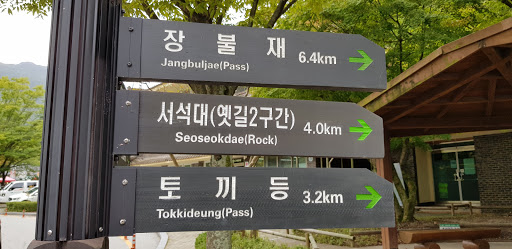 장불재
Jangbuljae(Pass) 6.4km
서석대(옛길2구간)
Seoseokdae(Rock) 4.0km
토끼등
Tokkideung(Pass) 3.2km